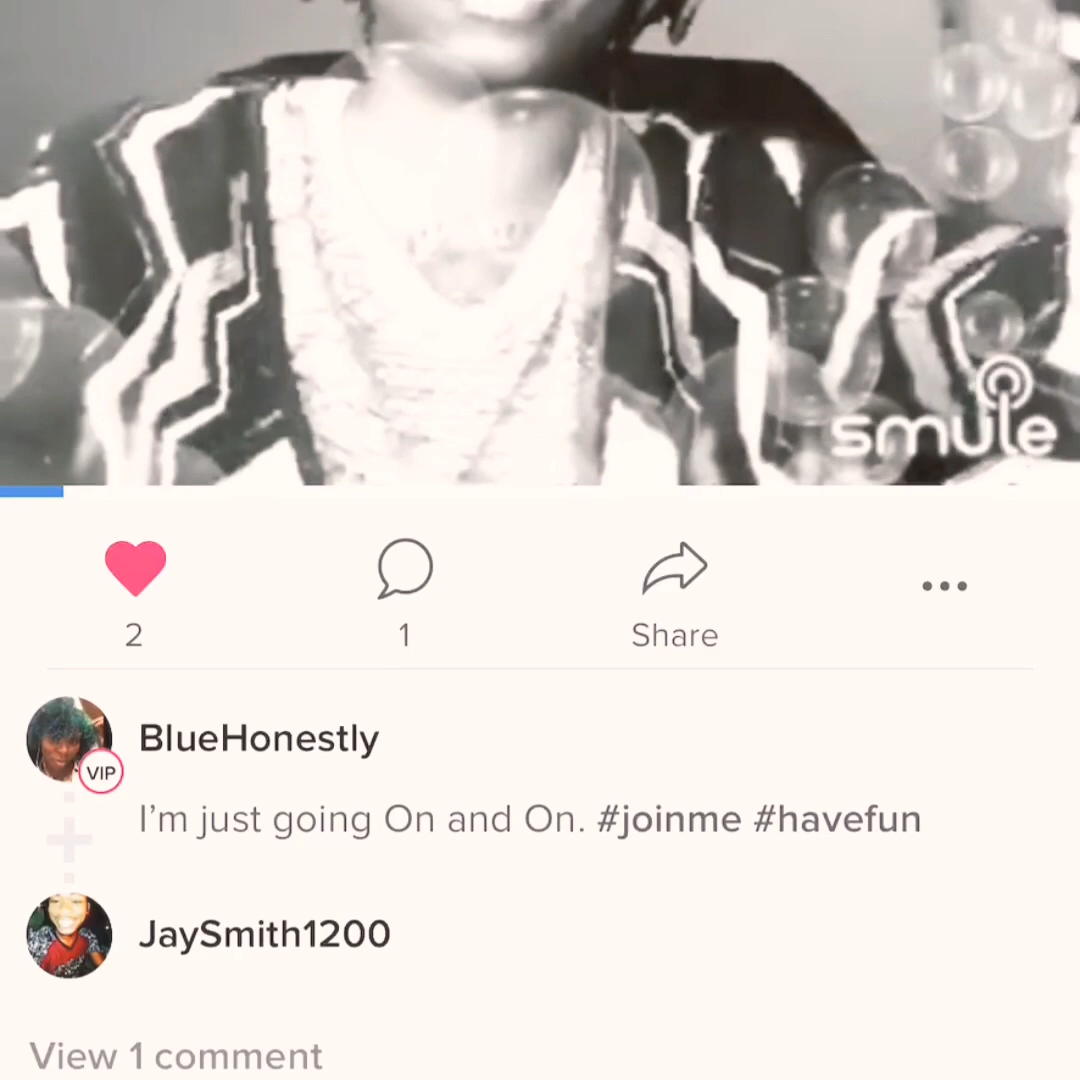 smule
2
1
Share
BlueHonestly
VIP
I'm just going On and On. #joinme #havefun
JaySmith1200
View 1 comment